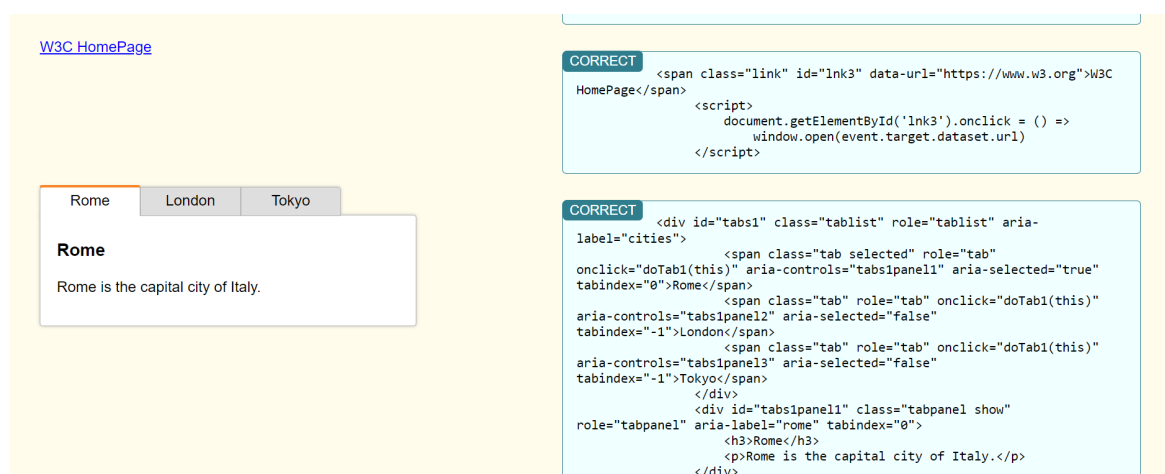 W3C HomePage
Rome London Tokyo
Rome
Rome is the capital city of Italy.
CORRECT
<span class="link" id="lnk3" data-url="https://www.w3.org">W3C
HomePage</span>
<script>
document.getElementById('lnk3').onclick = () =>
window.open(event.target.dataset.url)
</script>
CORRECT
<div id="tabs1" class="tablist" role="tablist" aria-
label="cities">
<span class="tab selected" role="tab"
onclick="doTab1(this)" aria-controls="tabs1panel1" aria-selected="true"
tabindex="0">Rome</span>
<span class="tab" role="tab" onclick="doTab1(this)"
aria-controls="tabs1panel2" aria-selected="false"
tabindex="-1">London</span>
<span class="tab" role="tab" onclick="doTab1(this)"
aria-controls="tabs1panel3" aria-selected="false"
tabindex="-1">Tokyo</span>
</div>
<div id="tabs1panel1" class="tabpanel show"
role="tabpanel" aria-label="rome" tabindex="0">
<h3>Rome</h3>
<p>Rome is the capital city of Italy.</p>
</div>